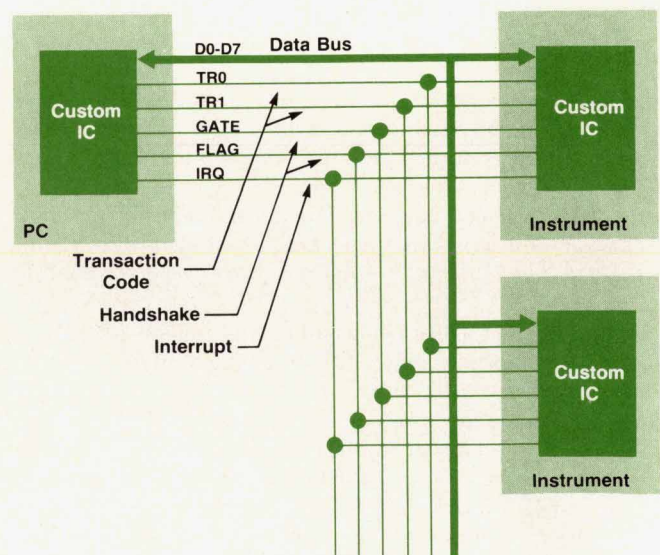 D0-D7 Data Bus
TR0
TR1
GATE
FLAG
IRQ
Custom
IC
PC
Custom
IC
Instrument
Transaction
Code
Handshake
Interrupt
Custom
IC
Instrument